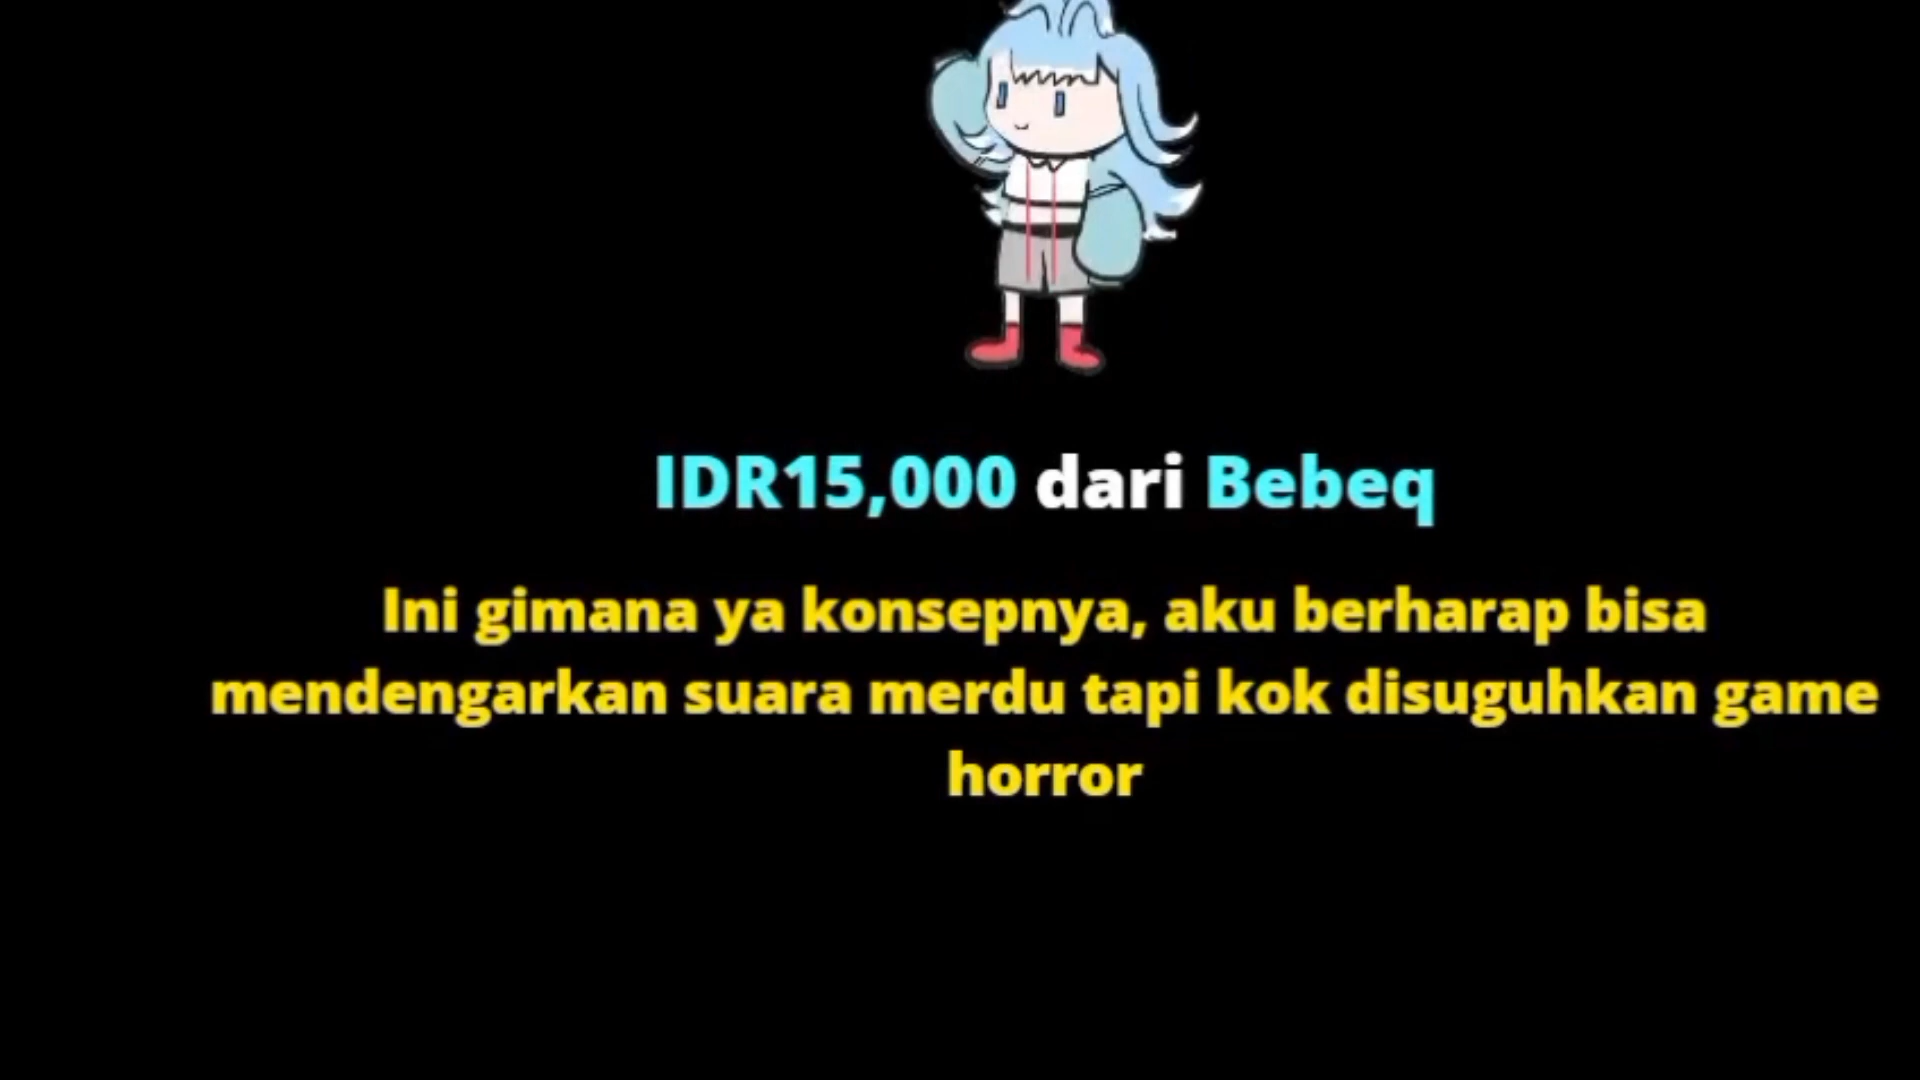 IDR15,000 dari Bebeq
Ini gimana ya konsepnya, aku berharap bisa
mendengarkan suara merdu tapi kok disuguhkan game
horror